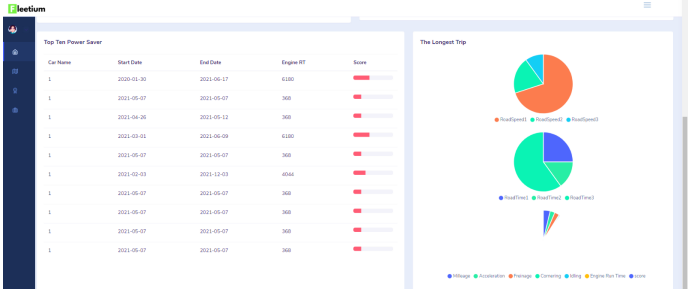 Fleetium
Top Ten Power Saver
Car Name Start Date End Date Engine RT Score
1 2020-01-30 2021-06-17 6180
1 2021-05-07 2021-05-07 368
1 2021-04-26 2021-05-12 368
1 2021-03-01 2021-06-09 6180
1 2021-05-07 2021-05-07 368
1 2021-02-03 2021-12-03 4044
1 2021-05-07 2021-05-07 368
1 2021-05-07 2021-05-07 368
1 2021-05-07 2021-05-07 368
1 2021-05-07 2021-05-07 368
The Longest Trip
RoadSpeed1 RoadSpeed2 RoadSpeed3
RoadTime1 RoadTime2 RoadTime3
Mileage Acceleration Frenage Cornering Idling Engine Run Time score